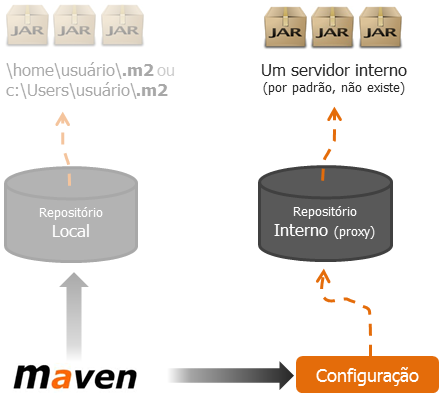 JAR JAR JAR
\home\usuário\.m2 ou
c:\Users\usuário\.m2
Repositório
Local
JAR JAR JAR
Um servidor interno
(por padrão, não existe)
Repositório
Interno (proxy)
maven
Configuração